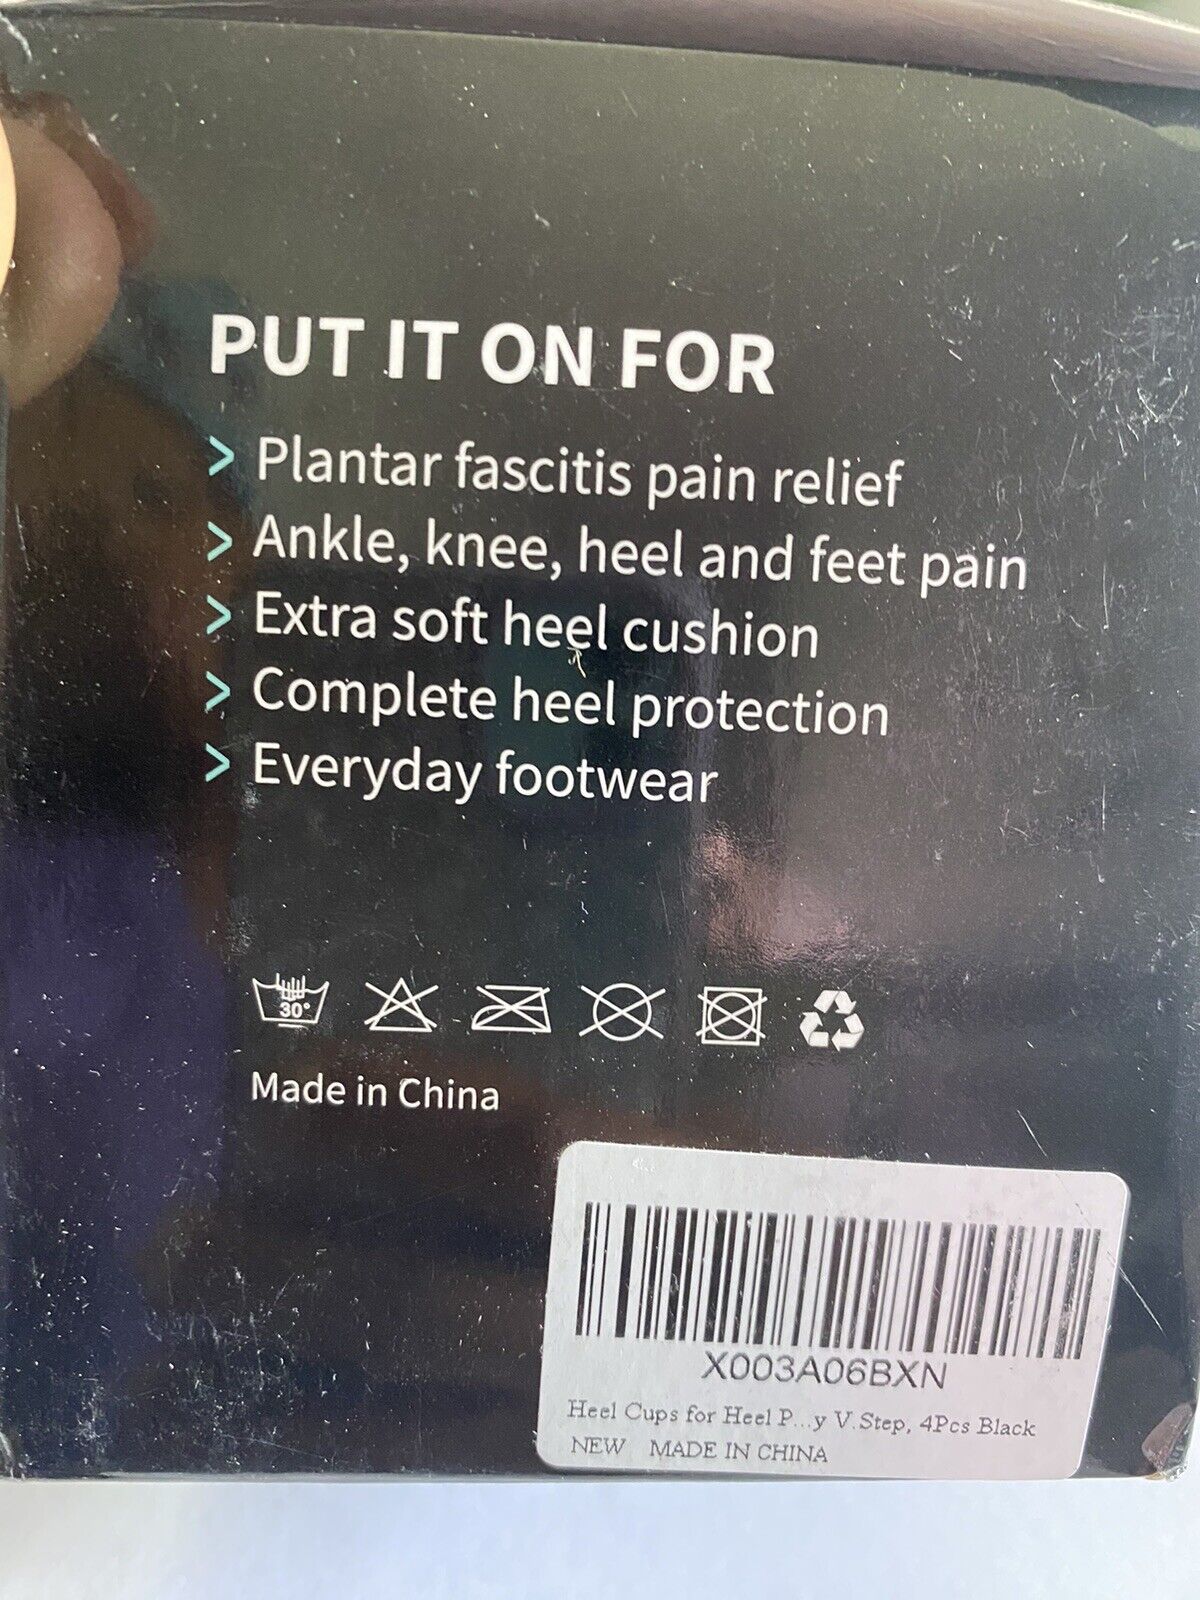 PUT IT ON FOR
> Plantar fascitis pain relief
> Ankle, knee, heel and feet pain
> Extra soft heel cushion
> Complete heel protection
> Everyday footwear
30°
Made in China
X003A06BXN
Heel Cups for Heel P...y V.Step, 4Pcs Black
NEW MADE IN CHINA